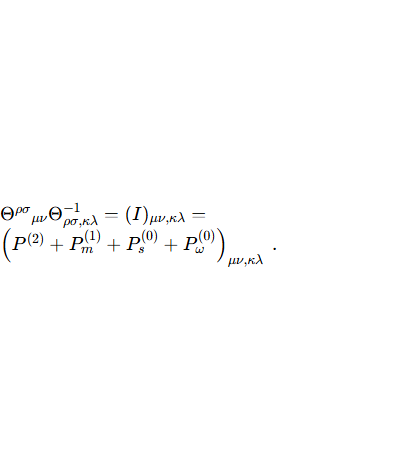 Θ^{ρσ}{}_{μν}Θ^{-1}_{ρσ,κλ} = (I)_{μν,κλ} =
(P^{(2)} + P^{(1)}_m + P^{(0)}_s + P^{(0)}_ω)_{μν,κλ} .